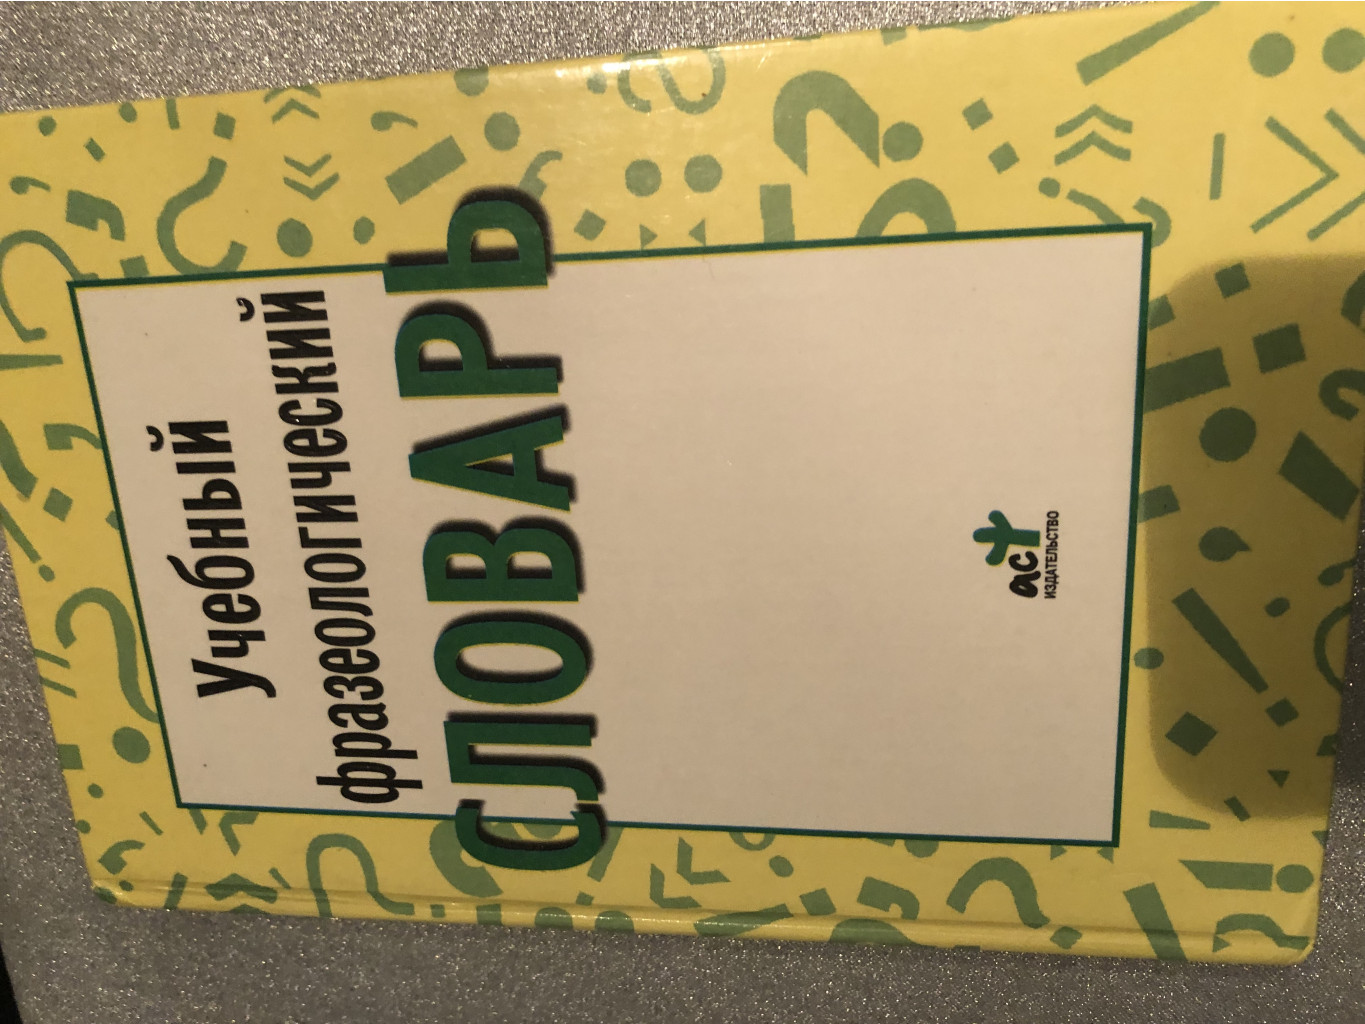 Учебный
фразеологический
СЛОВАРЬ
аст
ИЗДАТЕЛЬСТВО